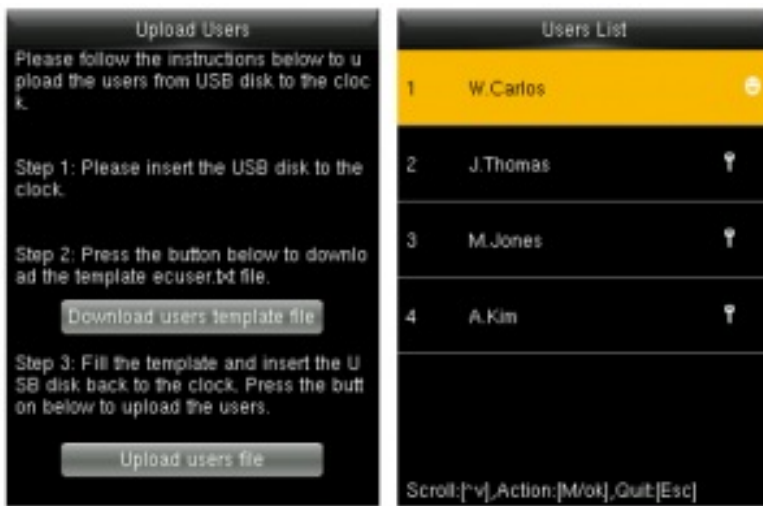 Upload Users
Please follow the instructions below to u
pload the users from USB disk to the cloc
k.
Step 1: Please insert the USB disk to the
clock.
Step 2: Press the button below to downlo
ad the template ecuser.txt file.
Download users template file
Step 3: Fill the template and insert the U
SB disk back to the clock. Press the butt
on below to upload the users.
Upload users file
Users List
1 W.Carlos
2 J.Thomas
3 M.Jones
4 A.Kim
Scroll:[^v],Action:[M/ok],Quit:[Esc]